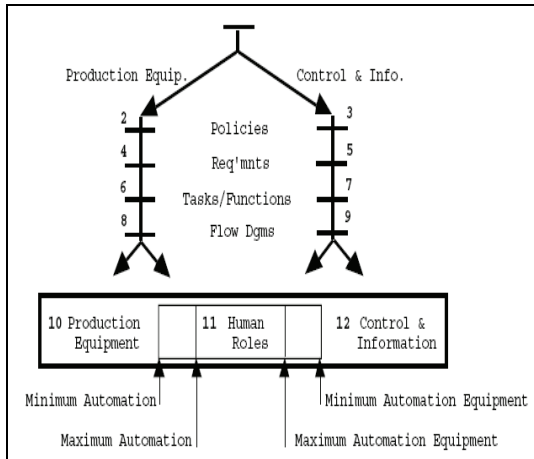 Production Equip.
Control & Info.
2
3
Policies
4
5
Req'mnts
6
7
Tasks/Functions
8
9
Flow Dgms
10 Production
Equipment
11 Human
Roles
12 Control &
Information
Minimum Automation
Minimum Automation Equipment
Maximum Automation
Maximum Automation Equipment